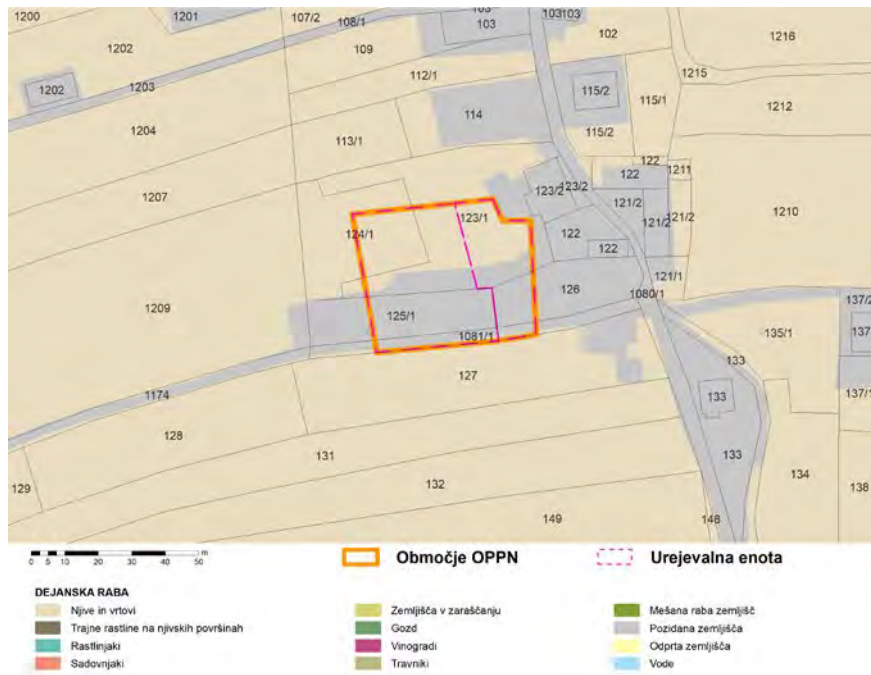 1200 1201 107/2 108/1 103 103 103 103 102 1216
1202 109 1215
1202 1203 112/1 115/2 115/1 1212
1204 114 115/2
113/1 122 1211
1207 123/2 123/2 122 121/2 121/2 1210
124/1 123/1 122 121/2
122 121/1
1209 125/1 126 1080/1 137/2
1081/1 135/1 137
127 133
1174 133 137/1
128
131 133 134
129 132 138
149 148
0 5 10 20 30 40 50 m
Območje OPPN Urejevalna enota
DEJANSKA RABA
Njive in vrtovi Zemljišča v zaraščanju Mešana raba zemljišč
Trajne rastline na njivskih površinah Gozd Pozidana zemljišča
Rastlinjaki Vinogradi Odprta zemljišča
Sadovnjaki Travniki Vode